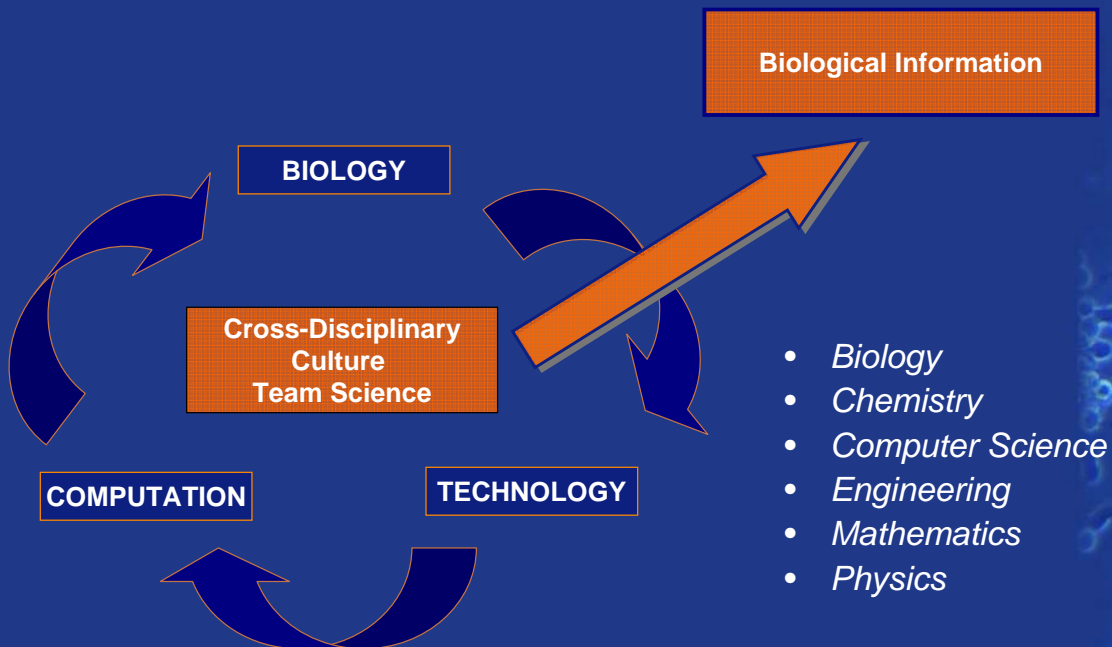 Biological Information
BIOLOGY
Cross-Disciplinary
Culture
Team Science
COMPUTATION
TECHNOLOGY
• Biology
• Chemistry
• Computer Science
• Engineering
• Mathematics
• Physics